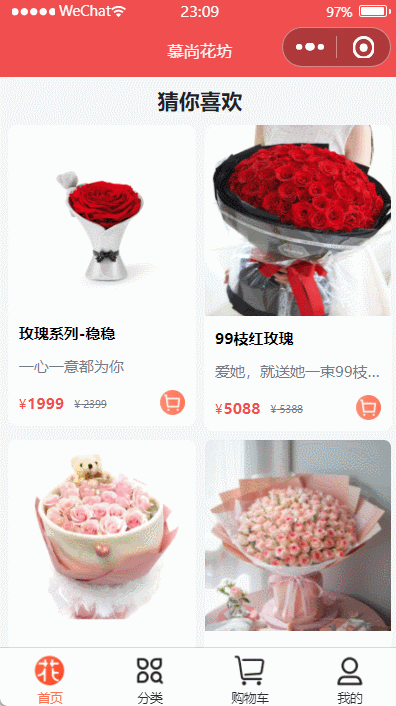 WeChat 23:09 97%
慕尚花坊
猜你喜欢
玫瑰系列-稳稳
一心一意都为你
¥1999 ¥2399
99枝红玫瑰
爱她，就送她一束99枝...
¥5088 ¥5388
花
首页 分类 购物车 我的